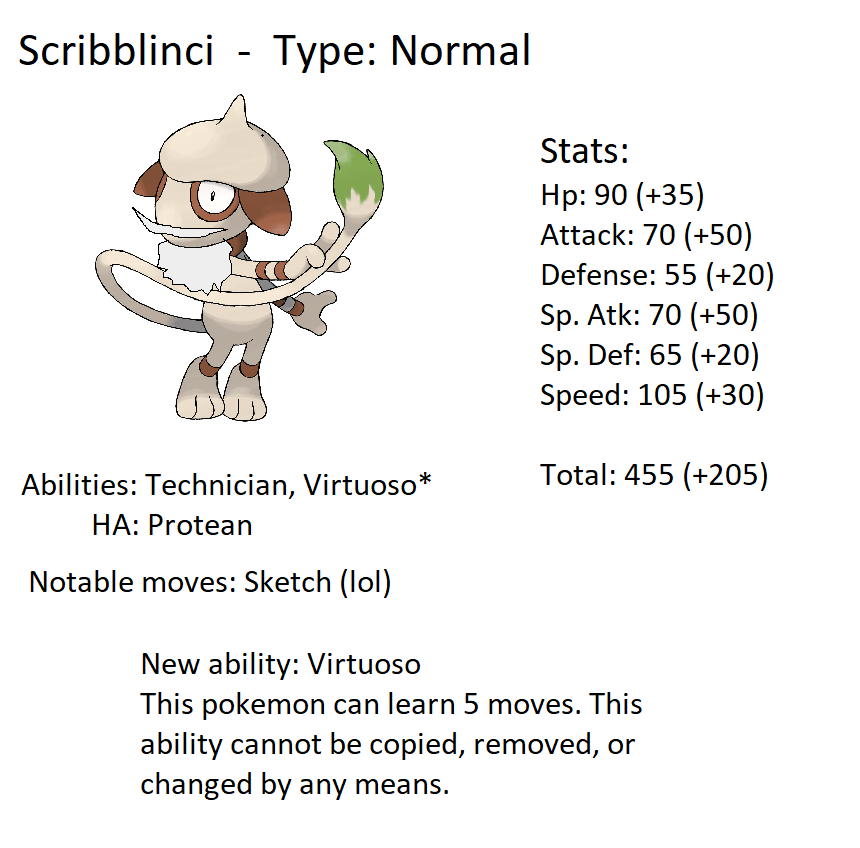 Scribblinci  -  Type: Normal
Stats:
Hp: 90 (+35)
Attack: 70 (+50)
Defense: 55 (+20)
Sp. Atk: 70 (+50)
Sp. Def: 65 (+20)
Speed: 105 (+30)
Total: 455 (+205)
Abilities: Technician, Virtuoso*
HA: Protean
Notable moves: Sketch (lol)
New ability: Virtuoso
This pokemon can learn 5 moves. This
ability cannot be copied, removed, or
changed by any means.